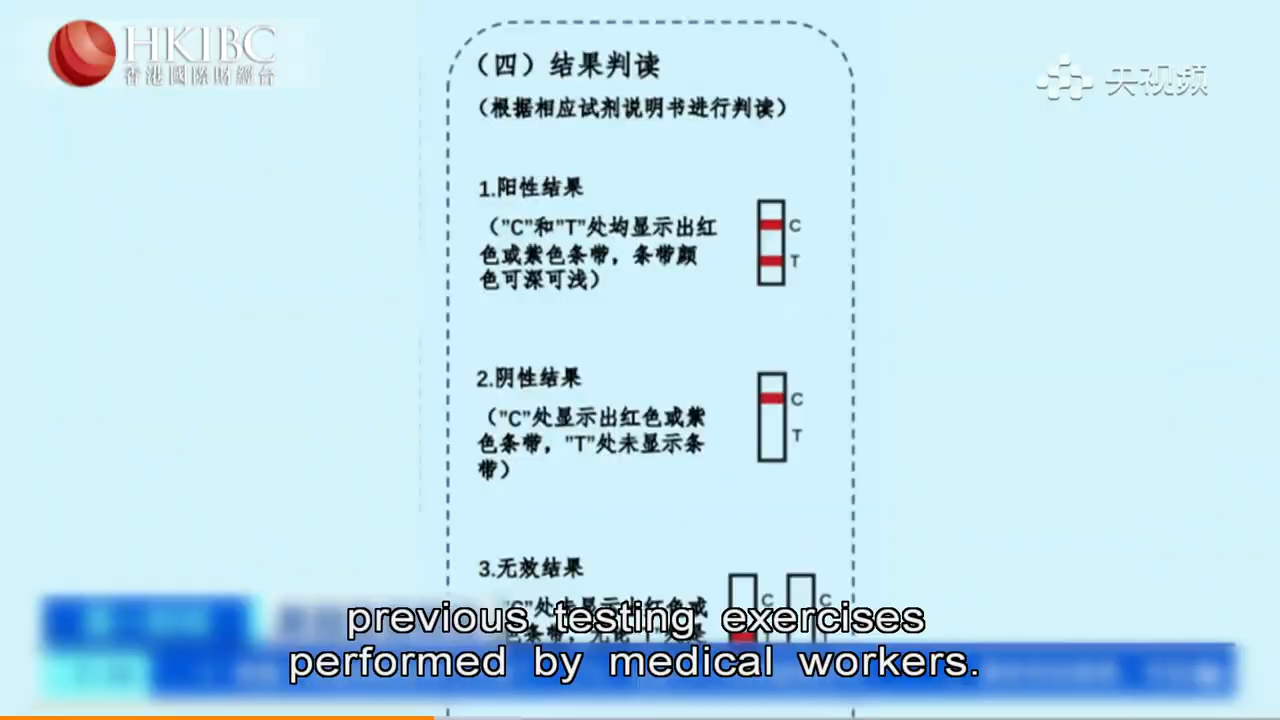 HKIBC
香港國際財經台
央视频
（四）结果判读
（根据相应试剂说明书进行判读）
1.阳性结果
（"C"和"T"处均显示出红
色或紫色条带，条带颜
色可深可浅）
C
T
2.阴性结果
（"C"处显示出红色或紫
色条带，"T"处未显示条
带）
C
T
3.无效结果
C
C
previous testing exercises
performed by medical workers.